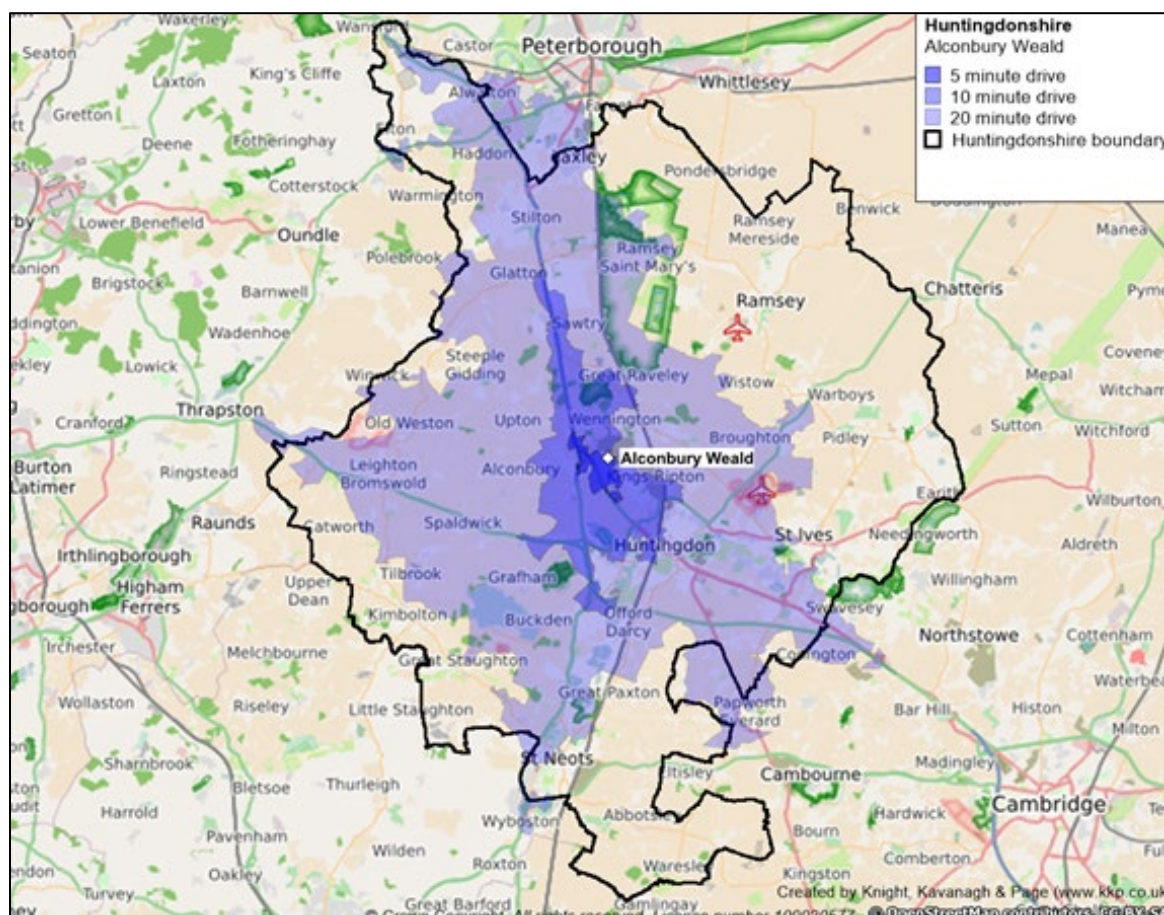 Huntingdonshire
Alconbury Weald
5 minute drive
10 minute drive
20 minute drive
Huntingdonshire boundary
Wakerley
Wansford
Seaton
Castor
Peterborough
Laxton
King's Cliffe
Whittlesey
Gretton
Deene
Fotheringhay
Haddon
Pondersbridge
Cotterstock
Warmington
Benwick
Lower Benefield
Stilton
Ramsey
Mereside
Manea
Oundle
Polebrook
Ramsey
Saint Mary's
Brigstock
Barnwell
Glatton
Ramsey
Chatteris
Wadenhoe
Sawtry
Lowick
Steeple
Gidding
Great Raveley
Wistow
Mepal
Winwick
Warboys
Thrapston
Cranford
Old Weston
Upton
Wennington
Broughton
Pidley
Sutton
Witchford
Alconbury Weald
Burton
Latimer
Ringstead
Leighton
Bromswold
Alconbury
Kings Ripton
Earith
Wilburton
Raunds
Catworth
Spaldwick
Huntingdon
St Ives
Needingworth
Aldreth
Irthlingborough
Higham
Ferrers
Upper
Dean
Tilbrook
Grafham
Willingham
Kimbolton
Buckden
Offord
Darcy
Swavesey
Northstowe
Cottenham
Irchester
Melchbourne
Great Staughton
Wollaston
Riseley
Little Staughton
Great Paxton
Papworth
Everard
Bar Hill
Histon
Milton
Sharnbrook
Bletsoe
Thurleigh
St Neots
Eltisley
Cambourne
Madingley
Harrold
Wyboston
Abbotsley
Hardwick
Cambridge
Pavenham
Wilden
Bourn
Comberton
Oakley
Roxton
Waresley
Kingston
Turvey
Great Barford
Gamlingay
Created by Knight, Kavanagh & Page (www.kkp.co.uk